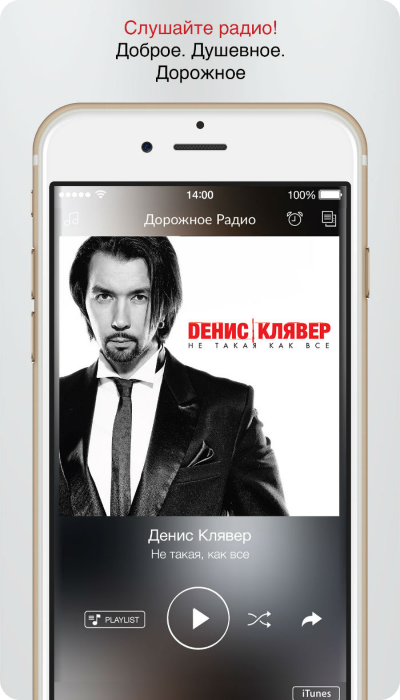 Слушайте радио!
Доброе. Душевное.
Дорожное
14:00
100%
Дорожное Радио
DЕНИС|КЛЯВЕР
НЕ ТАКАЯ КАК ВСЕ
Денис Клявер
Не такая, как все
PLAYLIST
iTunes